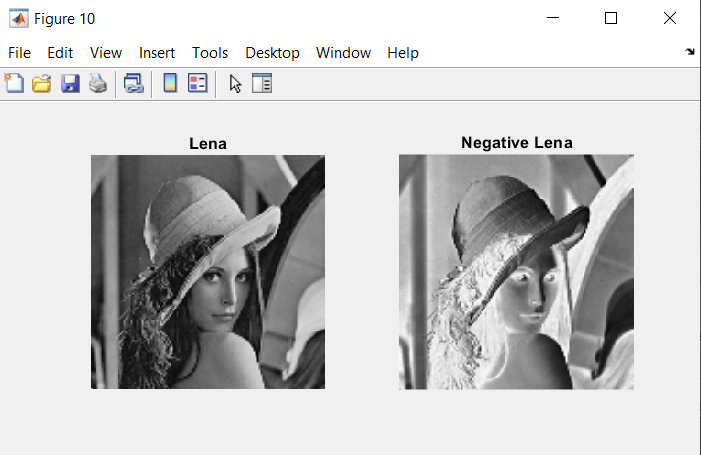 Figure 10
File Edit View Insert Tools Desktop Window Help
Lena
Negative Lena